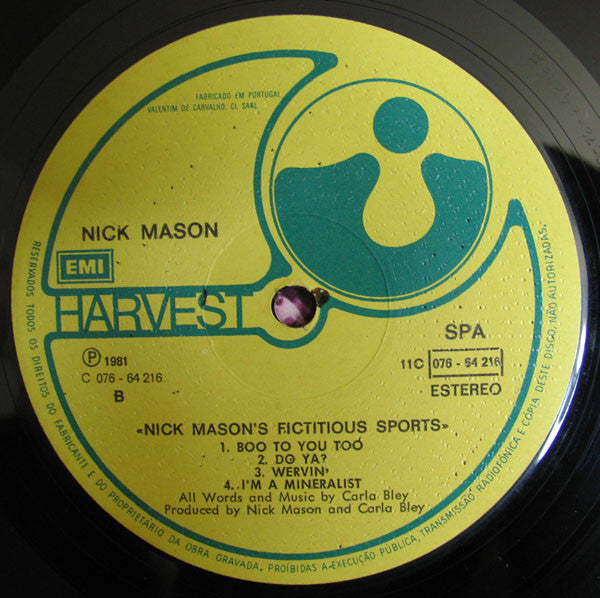 FABRICADO EM PORTUGAL
VALENTIM DE CARVALHO, CI, SARL
NICK MASON
EMI
HARVEST
SPA
℗ 1981
11C 076 - 64 216
C 076 - 64 216
ESTEREO
B
«NICK MASON'S FICTITIOUS SPORTS»
1. BOO TO YOU TOO
2. DO YA?
3. WERVIN'
4. I'M A MINERALIST
All Words and Music by Carla Bley
Produced by Nick Mason and Carla Bley
RESERVADOS TODOS OS DIREITOS DO FABRICANTE E DO PROPRIETÁRIO DA OBRA GRAVADA. PROÍBIDAS A EXECUÇÃO PÚBLICA, TRANSMISSÃO RADIOFÓNICA E CÓPIA DESTE DISCO, NÃO AUTORIZADAS.